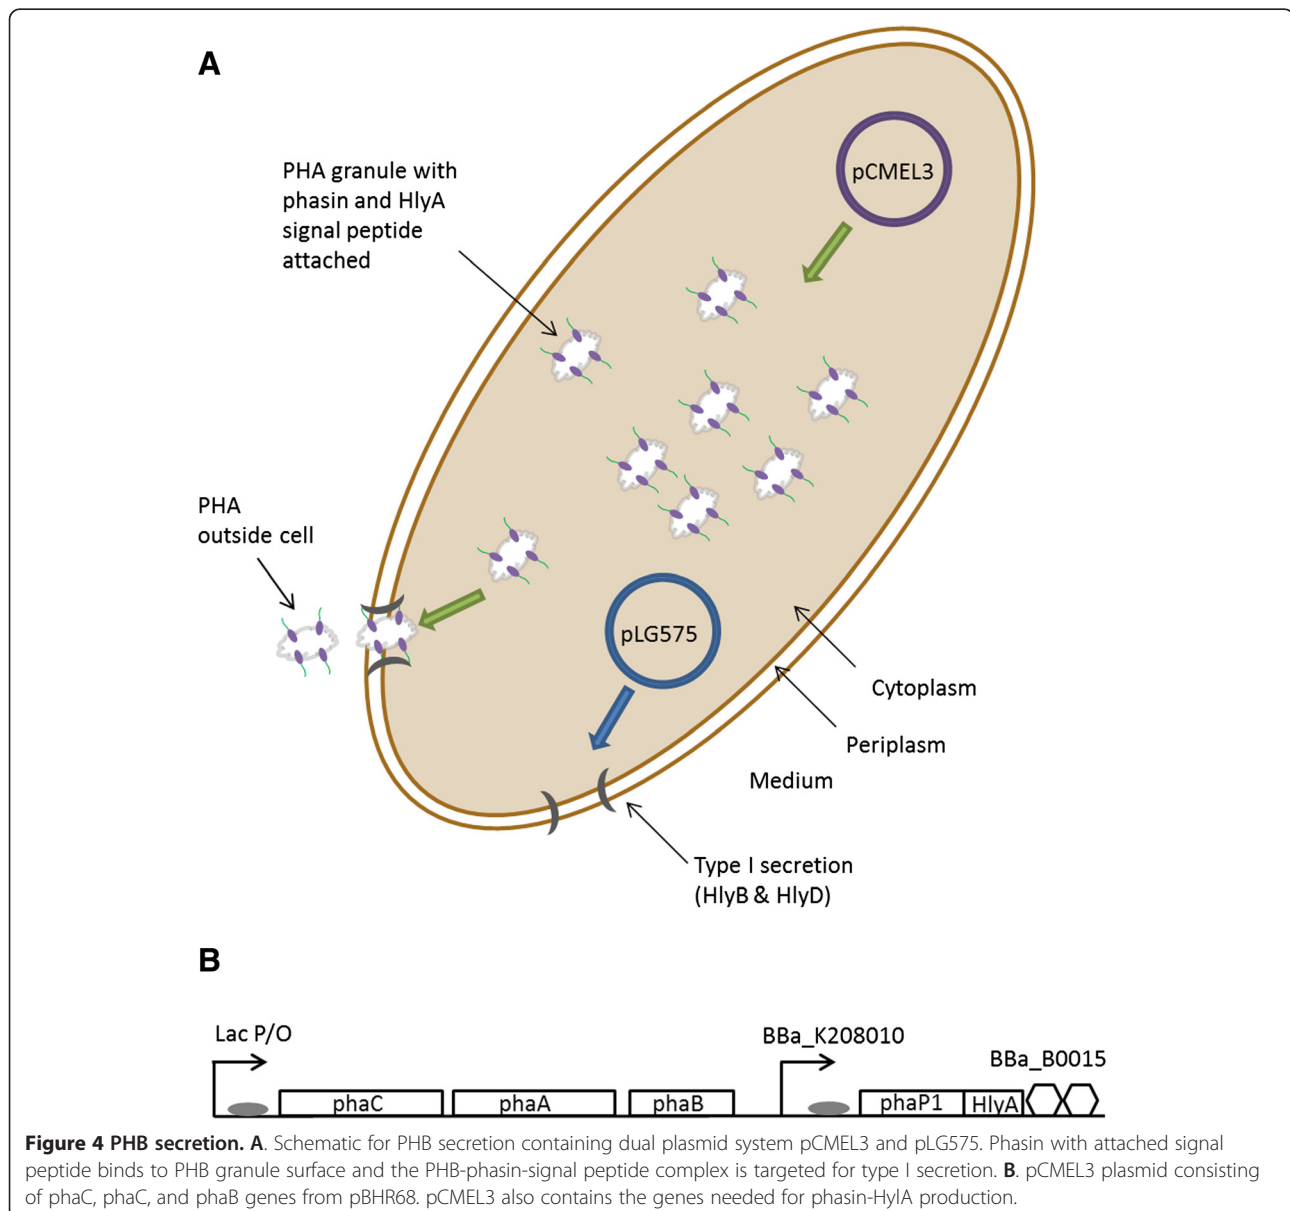 A
pCMEL3
PHA granule with
phasin and HlyA
signal peptide
attached
PHA
outside cell
pLG575
Cytoplasm
Periplasm
Medium
Type I secretion
(HlyB & HlyD)
B
Lac P/O
BBa_K208010
BBa_B0015
phaC
phaA
phaB
phaP1
HlyA
Figure 4 PHB secretion. A. Schematic for PHB secretion containing dual plasmid system pCMEL3 and pLG575. Phasin with attached signal
peptide binds to PHB granule surface and the PHB-phasin-signal peptide complex is targeted for type I secretion. B. pCMEL3 plasmid consisting
of phaC, phaC, and phaB genes from pBHR68. pCMEL3 also contains the genes needed for phasin-HylA production.